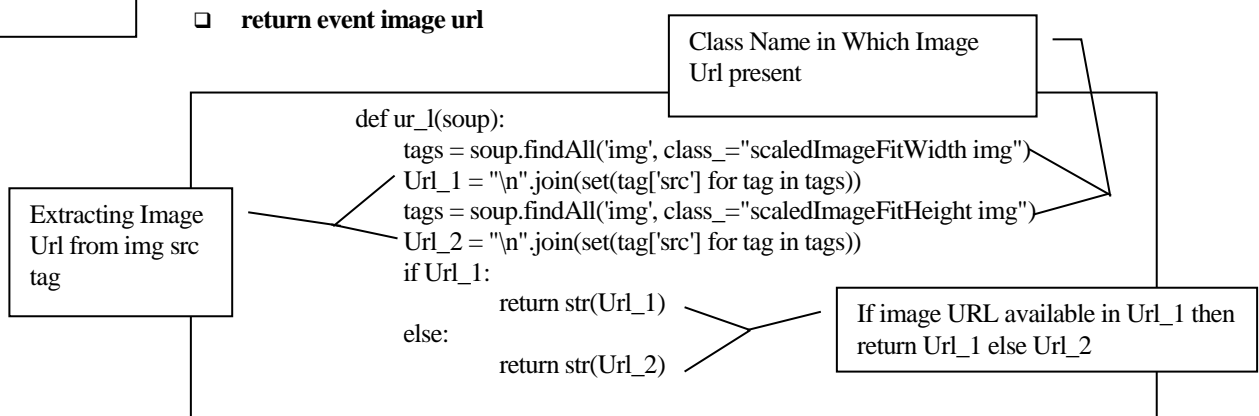 ❑ return event image url
Class Name in Which Image
Url present
def ur_l(soup):
tags = soup.findAll('img', class_="scaledImageFitWidth img")
Url_1 = "\n".join(set(tag['src'] for tag in tags))
tags = soup.findAll('img', class_="scaledImageFitHeight img")
Url_2 = "\n".join(set(tag['src'] for tag in tags))
if Url_1:
return str(Url_1)
else:
return str(Url_2)
Extracting Image
Url from img src
tag
If image URL available in Url_1 then
return Url_1 else Url_2